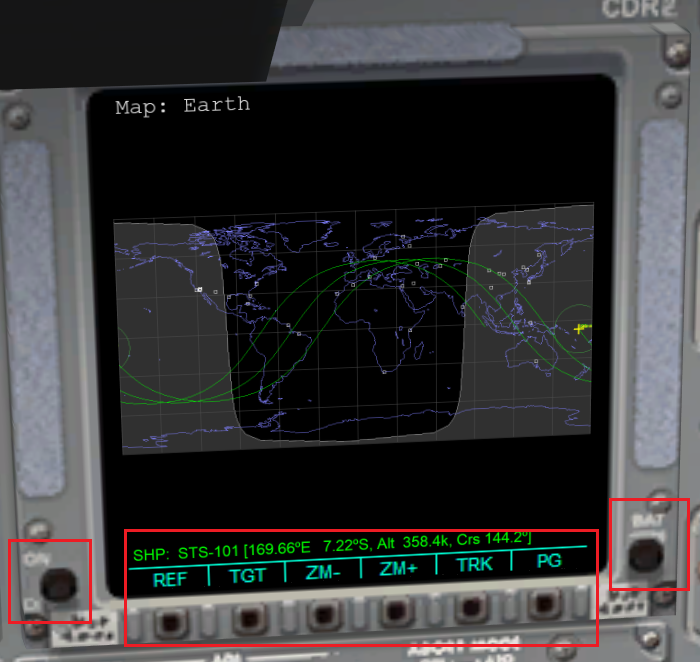 CDR2
Map: Earth
SHP: STS-101 [169.66ºE 7.22ºS, Alt 358.4k, Crs 144.2º]
REF TGT ZM- ZM+ TRK PG
ON
BAT